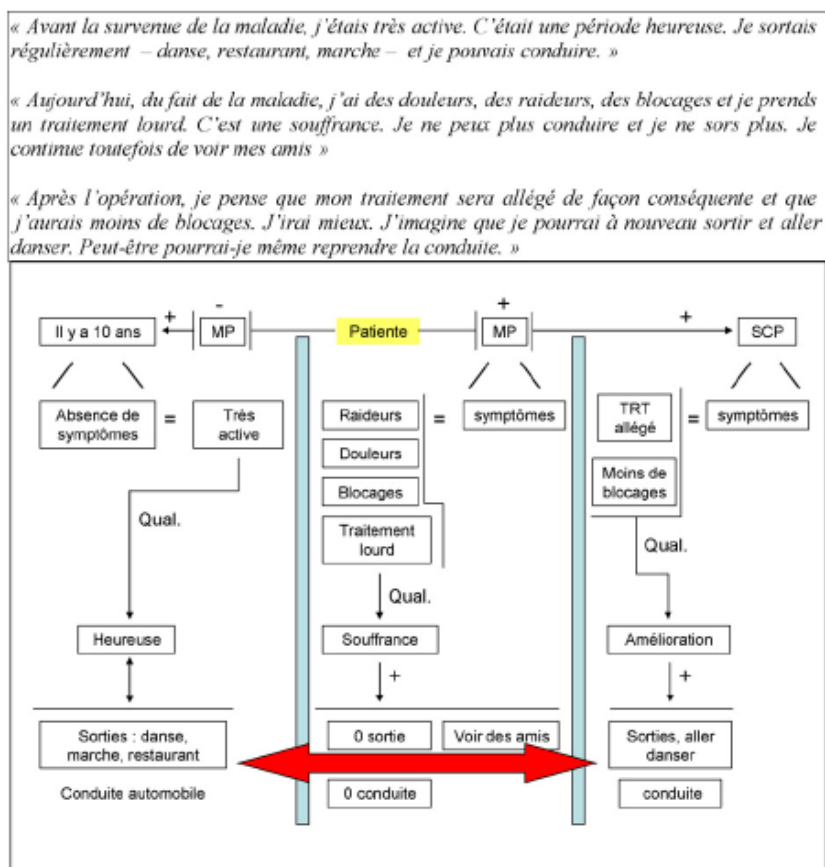 « Avant la survenue de la maladie, j'étais très active. C'était une période heureuse. Je sortais
régulièrement – danse, restaurant, marche – et je pouvais conduire. »
« Aujourd'hui, du fait de la maladie, j'ai des douleurs, des raideurs, des blocages et je prends
un traitement lourd. C'est une souffrance. Je ne peux plus conduire et je ne sors plus. Je
continue toutefois de voir mes amis »
« Après l'opération, je pense que mon traitement sera allégé de façon conséquente et que
j'aurais moins de blocages. J'irai mieux. J'imagine que je pourrai à nouveau sortir et aller
danser. Peut-être pourrai-je même reprendre la conduite. »
Il y a 10 ans
+
-
MP
Patiente
+
MP
+
SCP
Absence de
symptômes
=
Très
active
Qual.
Heureuse
Sorties : danse,
marche, restaurant
Conduite automobile
Raideurs
Douleurs
Blocages
Traitement
lourd
=
symptômes
Qual.
Souffrance
+
0 sortie
Voir des amis
0 conduite
TRT
allégé
Moins de
blocages
=
symptômes
Qual.
Amélioration
+
Sorties, aller
danser
conduite